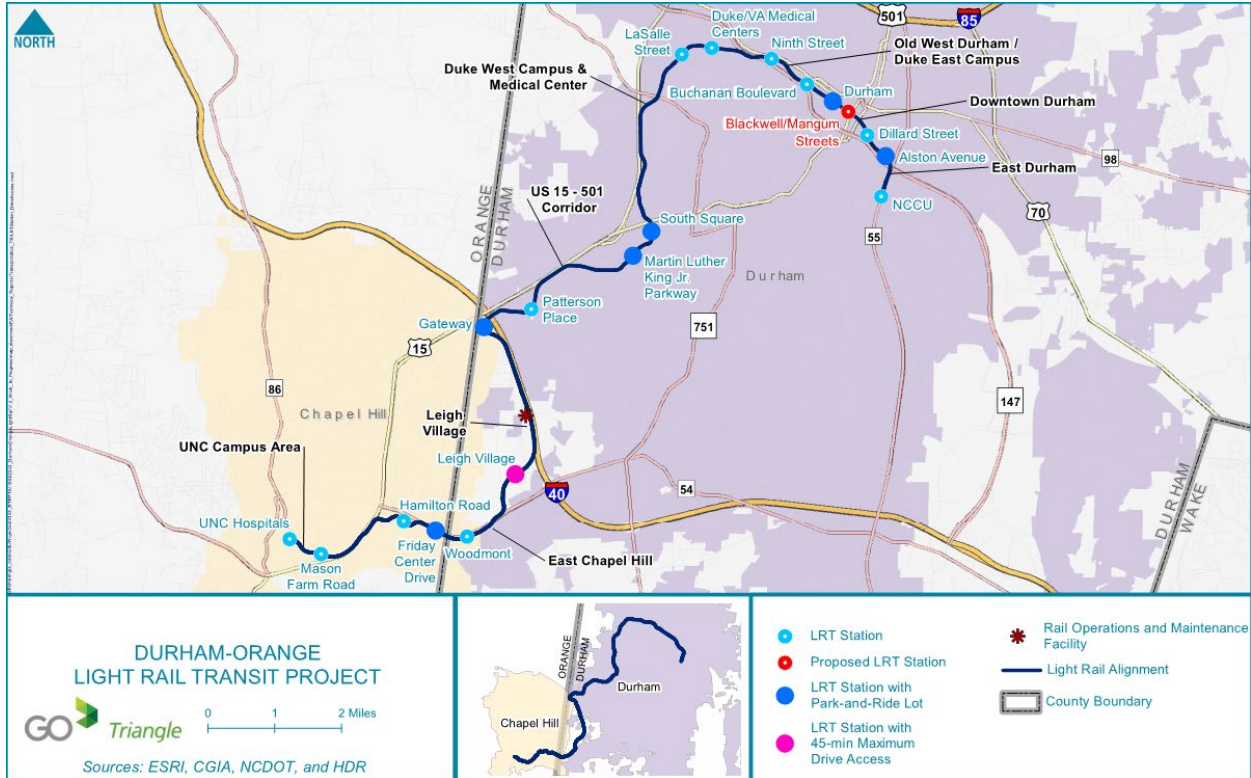 NORTH
LaSalle
Street
Duke/VA Medical
Centers
Ninth Street
501
85
Old West Durham /
Duke East Campus
Duke West Campus &
Medical Center
Buchanan Boulevard
Durham
Downtown Durham
Blackwell/Mangum
Streets
Dillard Street
Alston Avenue
98
East Durham
US 15 - 501
Corridor
NCCU
70
ORANGE
DURHAM
South Square
55
Martin Luther
King Jr.
Parkway
Durham
Patterson
Place
Gateway
751
15
86
Chapel Hill
Leigh
Village
147
UNC Campus Area
Leigh Village
40
54
Hamilton Road
UNC Hospitals
Mason
Farm Road
Friday
Center
Drive
Woodmont
East Chapel Hill
DURHAM
WAKE
DURHAM-ORANGE
LIGHT RAIL TRANSIT PROJECT
GO Triangle
0 1 2 Miles
Sources: ESRI, CGIA, NCDOT, and HDR
ORANGE
DURHAM
Durham
Chapel Hill
LRT Station
Proposed LRT Station
LRT Station with
Park-and-Ride Lot
LRT Station with
45-min Maximum
Drive Access
Rail Operations and Maintenance
Facility
Light Rail Alignment
County Boundary